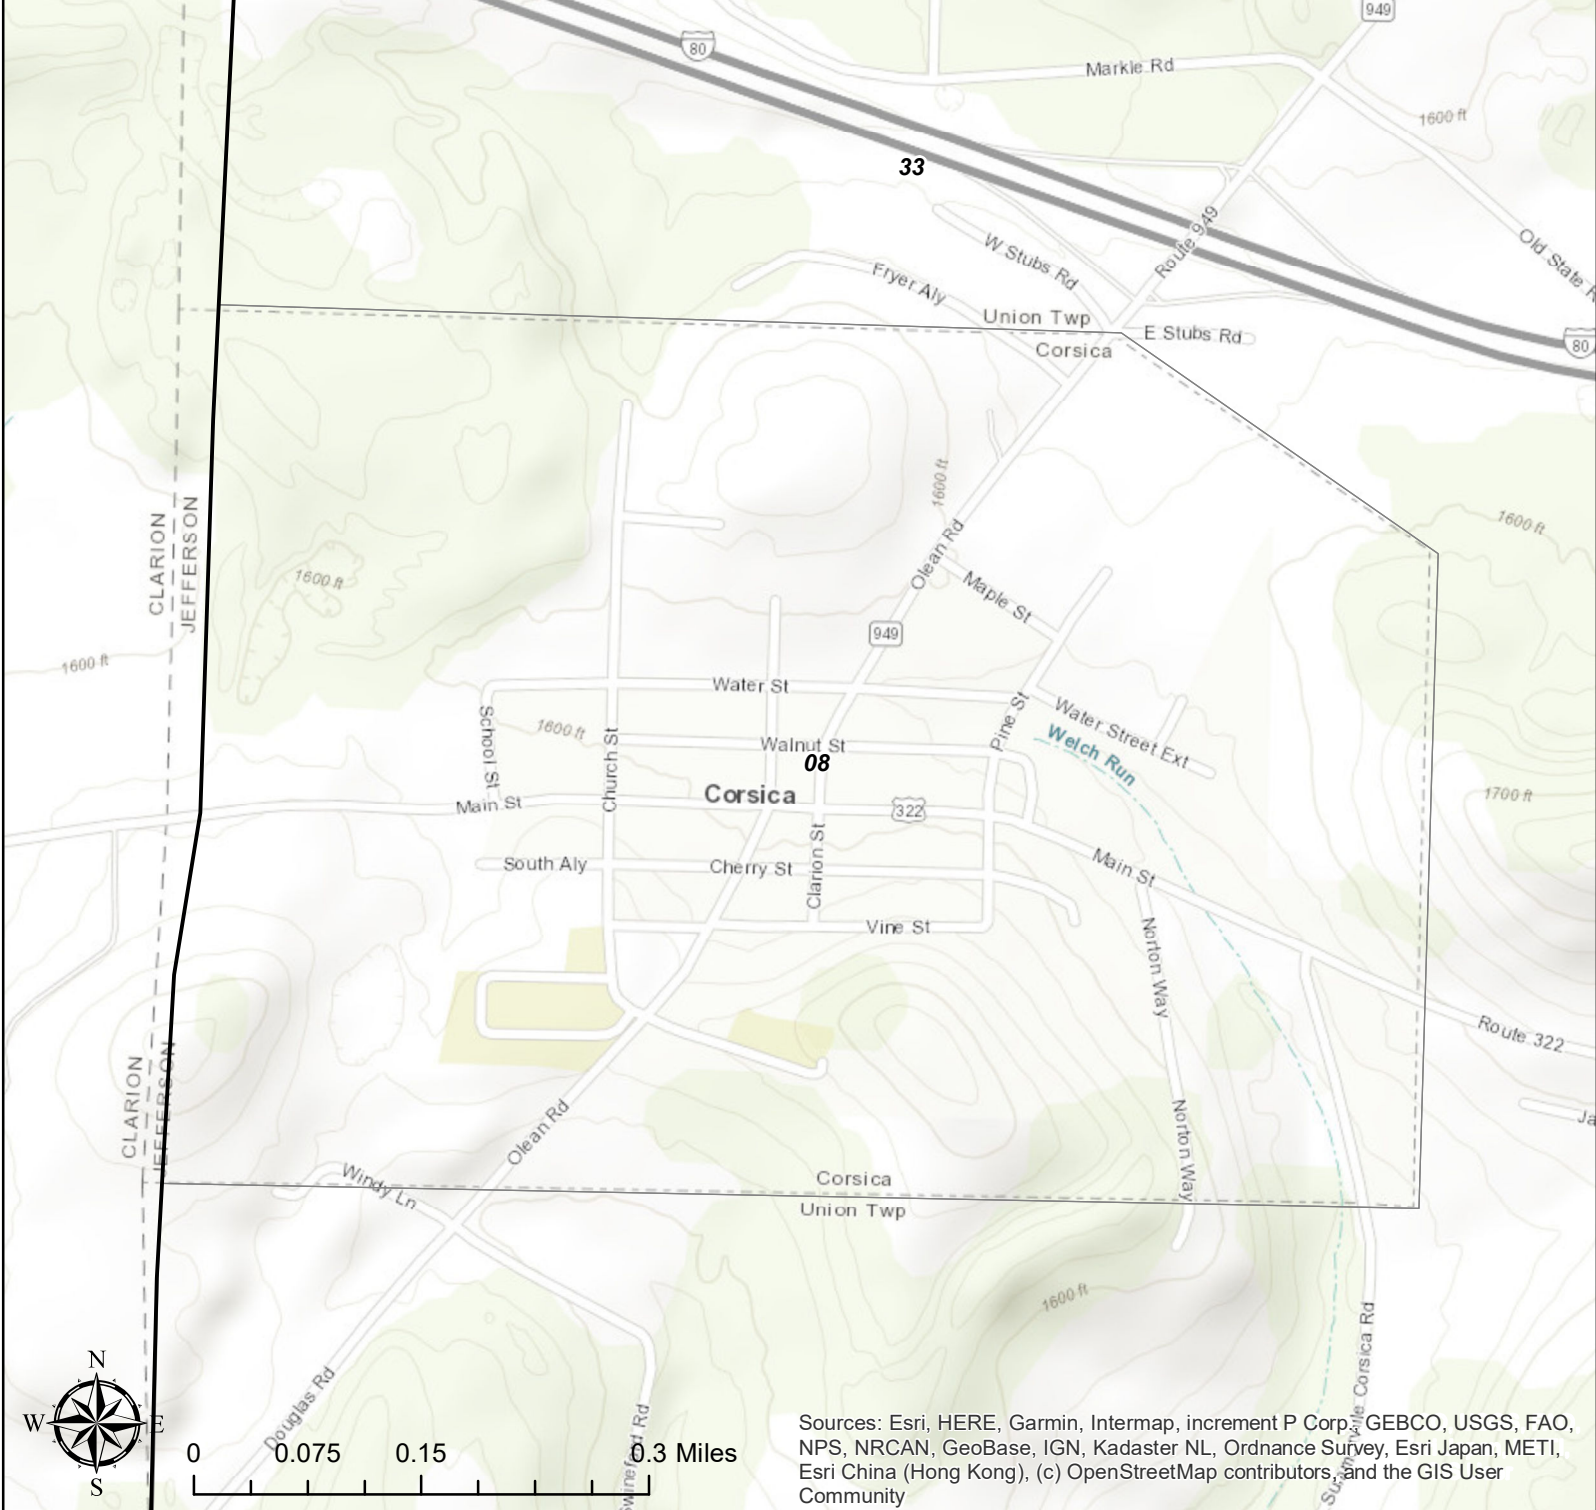 949
80
Markle Rd
1600 ft
33
Route 949
Old State R
W Stubs Rd
Fryer Aly
Union Twp
Corsica
E Stubs Rd
80
1600 ft
1600 ft
CLARION
JEFFERSON
1600 ft
Olean Rd
Maple St
949
1600 ft
Water St
School St
1600 ft
Church St
Walnut St
08
Pine St
Water Street Ext
Welch Run
Corsica
Main St
322
1700 ft
South Aly
Cherry St
Clarion St
Main St
Vine St
Norton Way
Route 322
CLARION
JEFFERSON
Olean Rd
Norton Way
Ja
Windy Ln
Corsica
Union Twp
1600 ft
Douglas Rd
Corsica Rd
N
W
E
S
0 0.075 0.15 0.3 Miles
Sources: Esri, HERE, Garmin, Intermap, increment P Corp., GEBCO, USGS, FAO,
NPS, NRCAN, GeoBase, IGN, Kadaster NL, Ordnance Survey, Esri Japan, METI,
Esri China (Hong Kong), (c) OpenStreetMap contributors, and the GIS User
Community